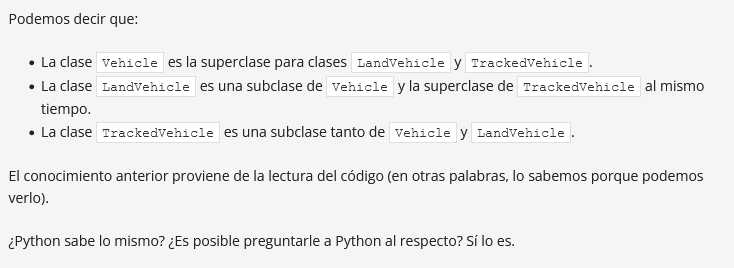 Podemos decir que:
• La clase Vehicle es la superclase para clases LandVehicle y TrackedVehicle.
• La clase LandVehicle es una subclase de Vehicle y la superclase de TrackedVehicle al mismo
tiempo.
• La clase TrackedVehicle es una subclase tanto de Vehicle y LandVehicle.
El conocimiento anterior proviene de la lectura del código (en otras palabras, lo sabemos porque podemos
verlo).
¿Python sabe lo mismo? ¿Es posible preguntarle a Python al respecto? Sí lo es.